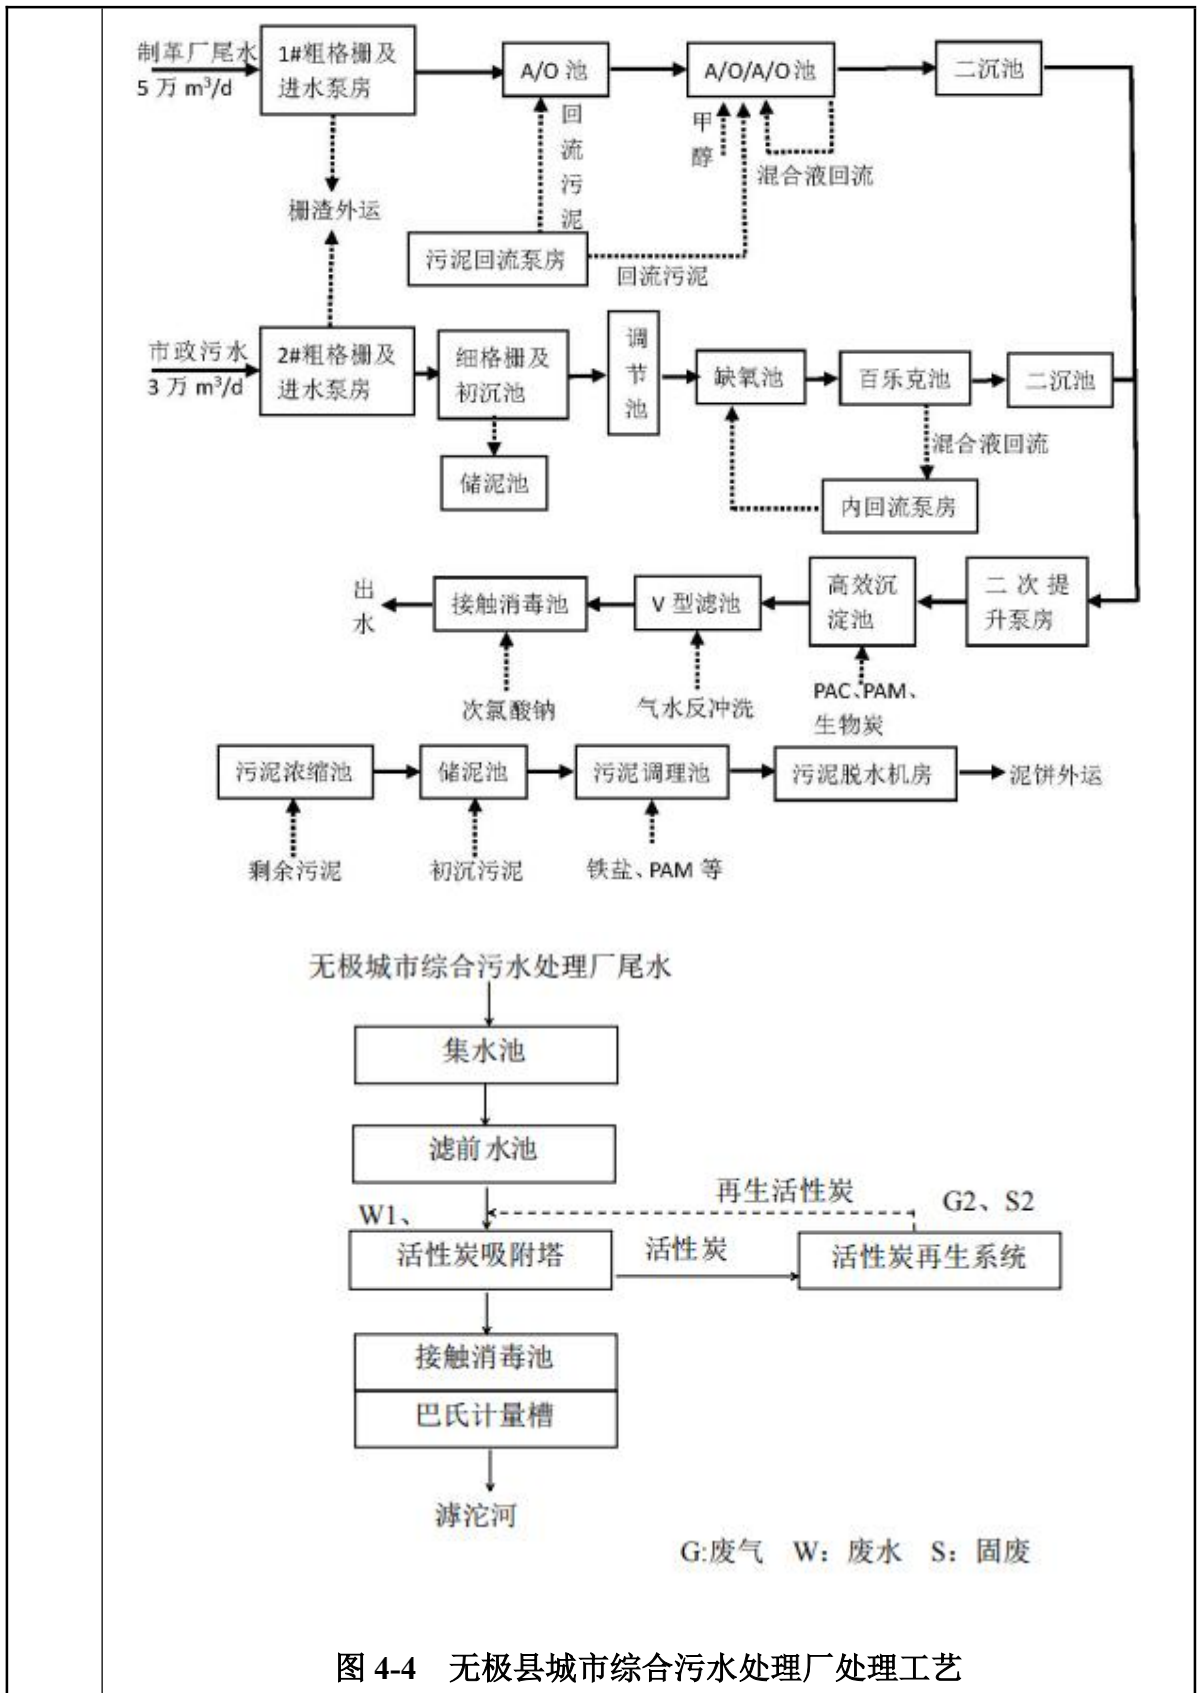 制革厂尾水
5 万 m³/d
1#粗格栅及
进水泵房
A/O 池
A/O/A/O 池
二沉池
回流污泥
甲醇
混合液回流
栅渣外运
污泥回流泵房
回流污泥
市政污水
3 万 m³/d
2#粗格栅及
进水泵房
细格栅及
初沉池
调节池
缺氧池
百乐克池
二沉池
混合液回流
储泥池
内回流泵房
出水
接触消毒池
V 型滤池
高效沉
淀池
二次提
升泵房
次氯酸钠
气水反冲洗
PAC、PAM、
生物炭
污泥浓缩池
储泥池
污泥调理池
污泥脱水机房
泥饼外运
剩余污泥
初沉污泥
铁盐、PAM 等
无极城市综合污水处理厂尾水
集水池
滤前水池
再生活性炭
G2、S2
W1、
活性炭吸附塔
活性炭
活性炭再生系统
接触消毒池
巴氏计量槽
滹沱河
G:废气 W：废水 S：固废
图 4-4 无极县城市综合污水处理厂处理工艺